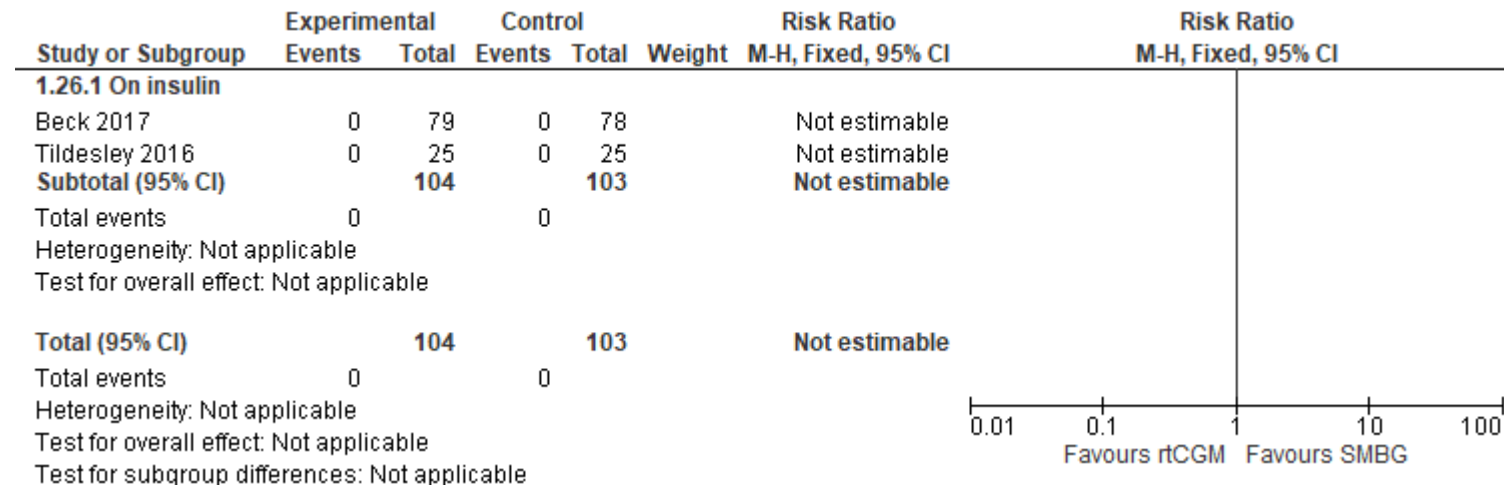 Experimental Control Risk Ratio Risk Ratio
Study or Subgroup Events Total Events Total Weight M-H, Fixed, 95% CI M-H, Fixed, 95% CI
1.26.1 On insulin
Beck 2017 0 79 0 78 Not estimable
Tildesley 2016 0 25 0 25 Not estimable
Subtotal (95% CI) 104 103 Not estimable
Total events 0 0
Heterogeneity: Not applicable
Test for overall effect: Not applicable
Total (95% CI) 104 103 Not estimable
Total events 0 0
Heterogeneity: Not applicable
Test for overall effect: Not applicable
Test for subgroup differences: Not applicable
0.01 0.1 1 10 100
Favours rtCGM Favours SMBG